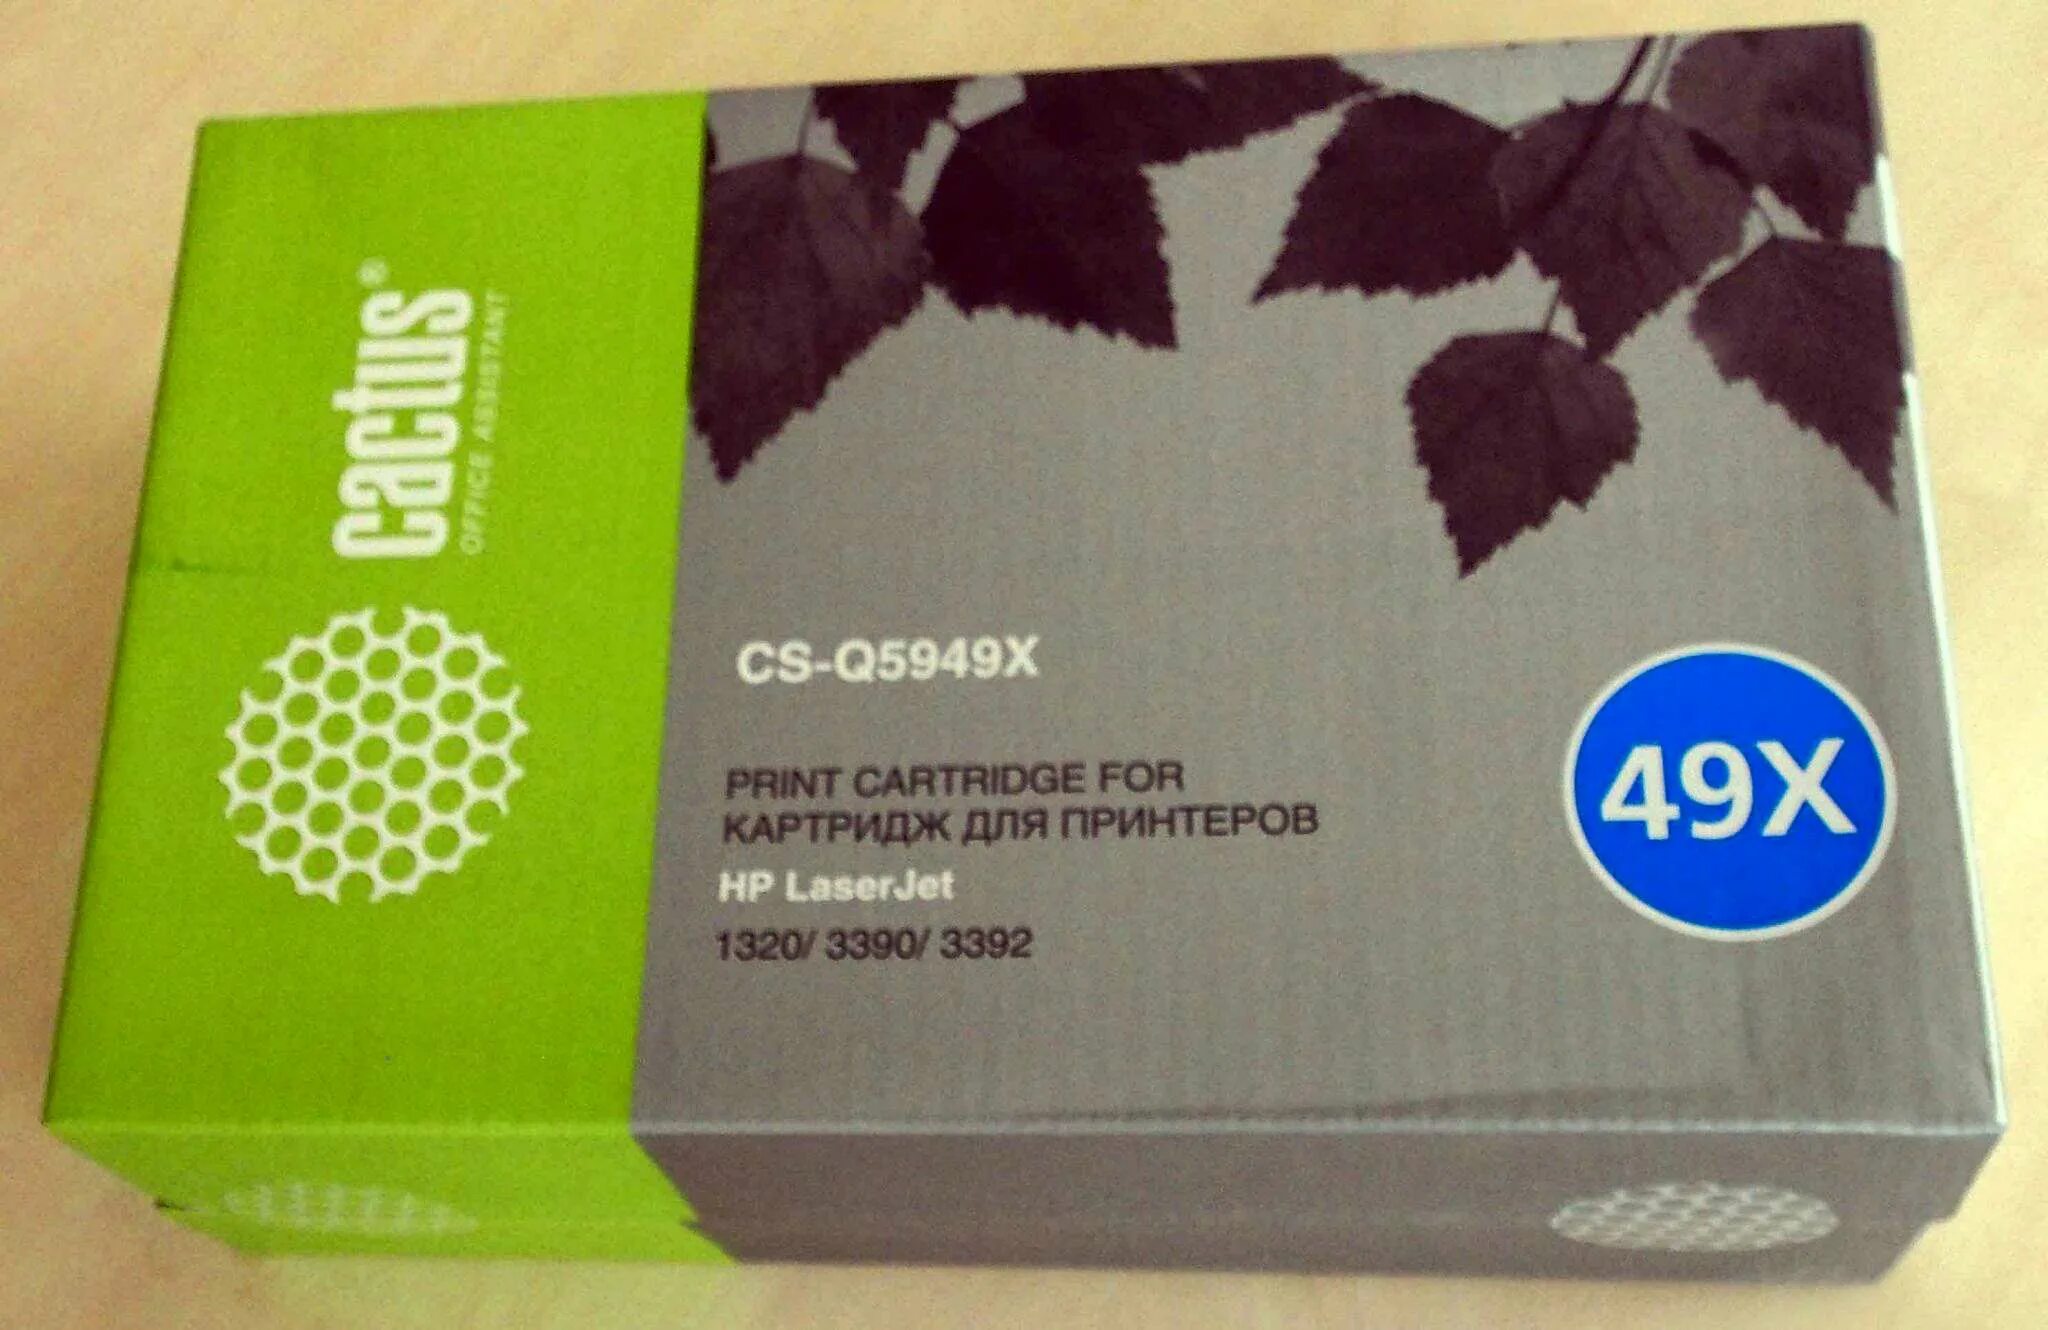 cactus®
OFFICE ASSISTANT
CS-Q5949X
PRINT CARTRIDGE FOR
КАРТРИДЖ ДЛЯ ПРИНТЕРОВ
HP LaserJet
1320/ 3390/ 3392
49X